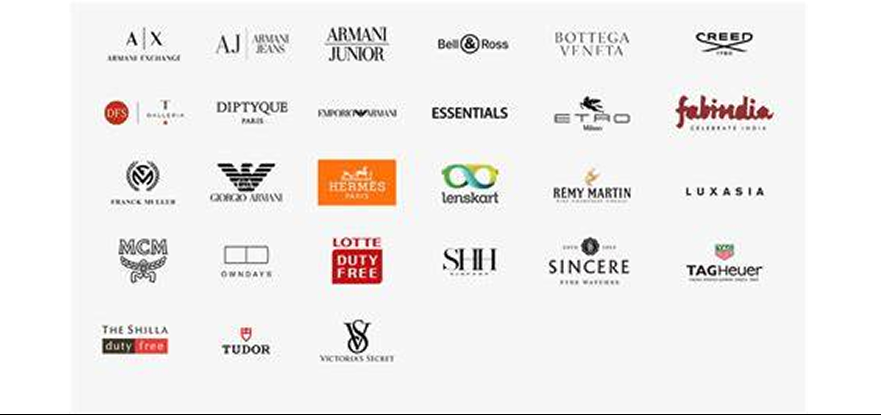 A|X
ARMANI EXCHANGE
AJ | ARMANI JEANS
ARMANI
JUNIOR
Bell & Ross
BOTTEGA
VENETA
CREED
1760
DFS | T GALLERIA
DIPTYQUE
PARIS
EMPORIO ARMANI
ESSENTIALS
ETRO
Milano
fabindia
CELEBRATE INDIA
FRANCK MULLER
GIORGIO ARMANI
HERMÈS
PARIS
lenskart
RÉMY MARTIN
LUXASIA
MCM
OWNDAYS
LOTTE
DUTY
FREE
SHH
SINCERE
FINE WATCHES
TAGHeuer
THE SHILLA
duty free
TUDOR
VS
VICTORIA'S SECRET